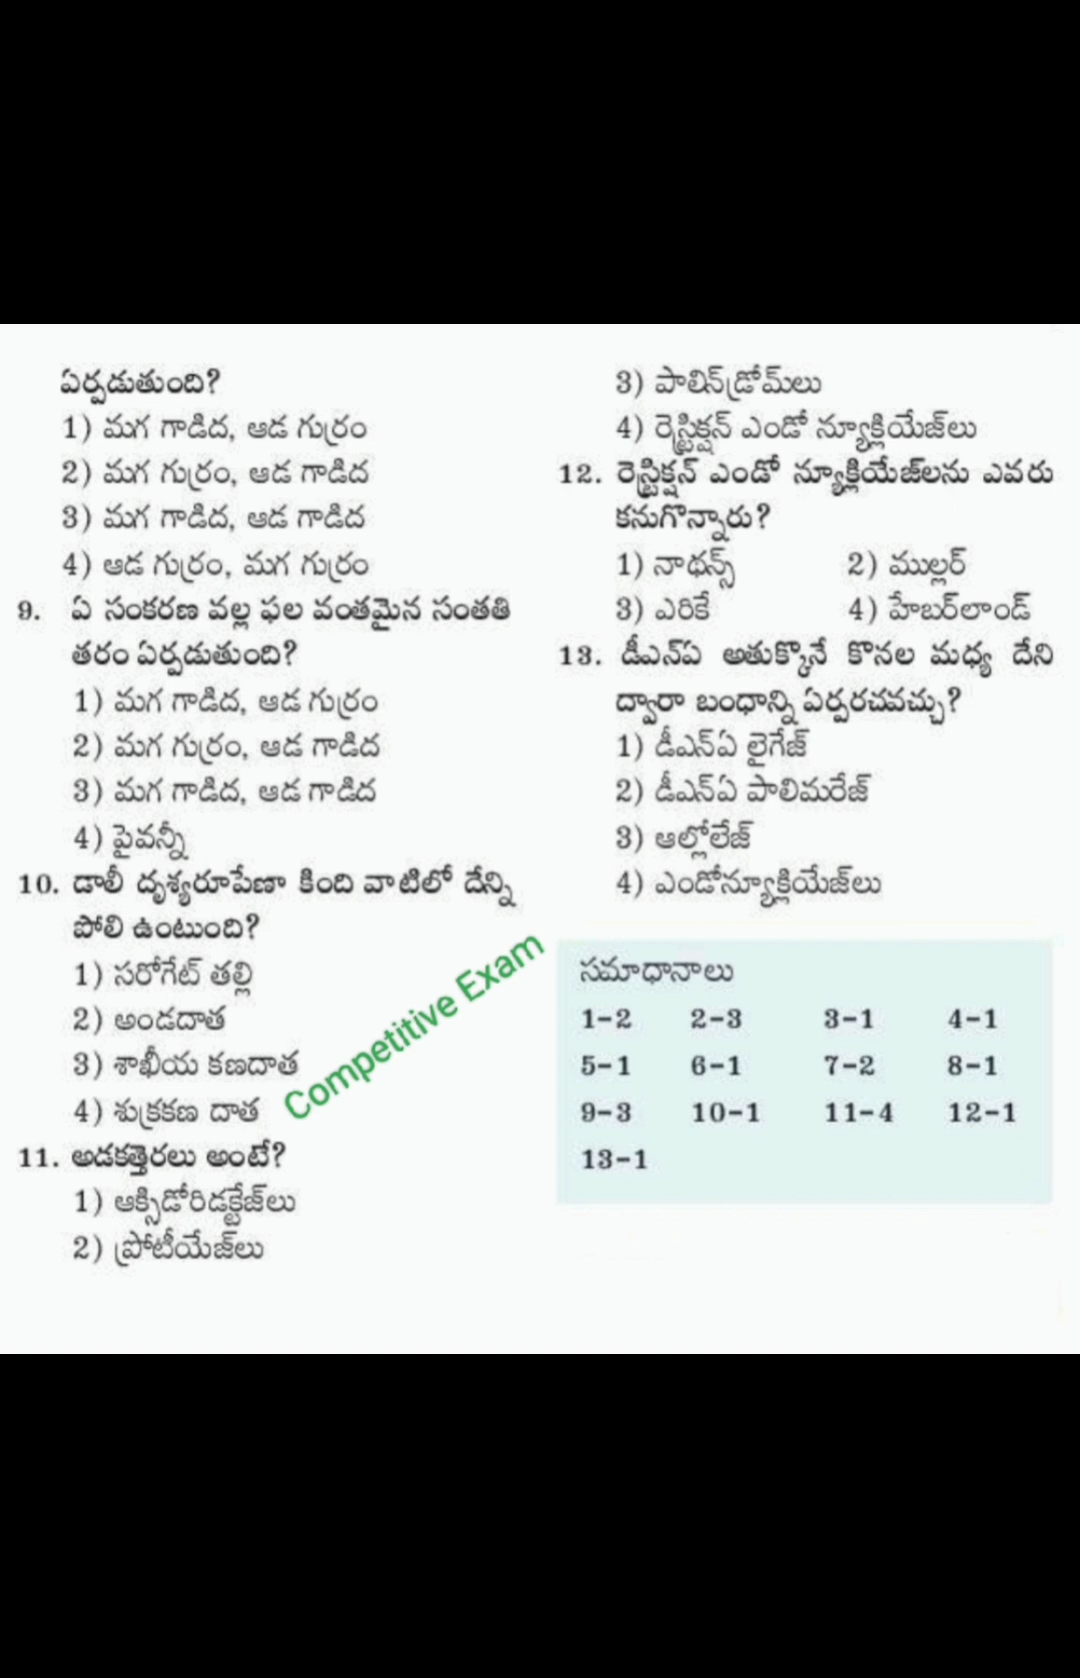 ఏర్పడుతుంది?
1) మగ గాడిద, ఆడ గుర్రం
2) మగ గుర్రం, ఆడ గాడిద
3) మగ గాడిద, ఆడ గాడిద
4) ఆడ గుర్రం, మగ గుర్రం
9. ఏ సంకరణ వల్ల ఫల వంతమైన సంతతి
తరం ఏర్పడుతుంది?
1) మగ గాడిద, ఆడ గుర్రం
2) మగ గుర్రం, ఆడ గాడిద
3) మగ గాడిద, ఆడ గాడిద
4) పైవన్నీ
10. డాలీ దృశ్యరూపేణా కింది వాటిలో దేన్ని
పోలి ఉంటుంది?
1) సరోగేట్ తల్లి
2) అండదాత
3) శాఖీయ కణదాత
4) శుక్రకణ దాత
11. అడకత్తెరలు అంటే?
1) ఆక్సిడోరిడక్టేజ్‌లు
2) ప్రోటీయేజ్‌లు
3) పాలిన్‌డ్రోమ్‌లు
4) రెస్ట్రిక్షన్ ఎండో న్యూక్లియేజ్‌లు
12. రెస్ట్రిక్షన్ ఎండో న్యూక్లియేజ్‌లను ఎవరు
కనుగొన్నారు?
1) నాథన్స్ 2) ముల్లర్
3) ఎరికే 4) హేబర్‌లాండ్
13. డీఎన్ఏ అతుక్కొనే కొనల మధ్య దేని
ద్వారా బంధాన్ని ఏర్పరచవచ్చు?
1) డీఎన్ఏ లైగేజ్
2) డీఎన్ఏ పాలిమరేజ్
3) ఆల్డోలేజ్
4) ఎండోన్యూక్లియేజ్‌లు
సమాధానాలు
1-2 2-3 3-1 4-1
5-1 6-1 7-2 8-1
9-3 10-1 11-4 12-1
13-1
Competitive Exam